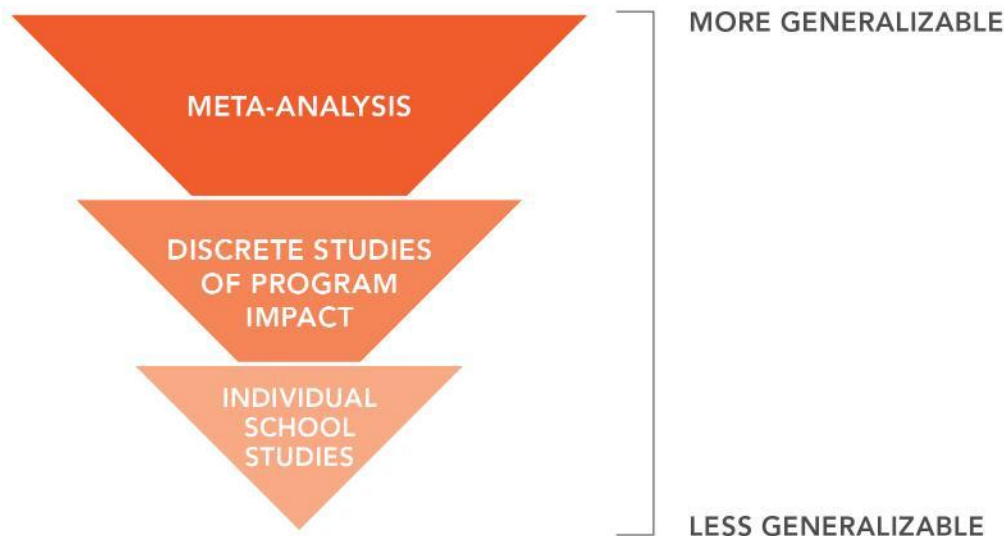 MORE GENERALIZABLE
META-ANALYSIS
DISCRETE STUDIES
OF PROGRAM
IMPACT
INDIVIDUAL
SCHOOL
STUDIES
LESS GENERALIZABLE